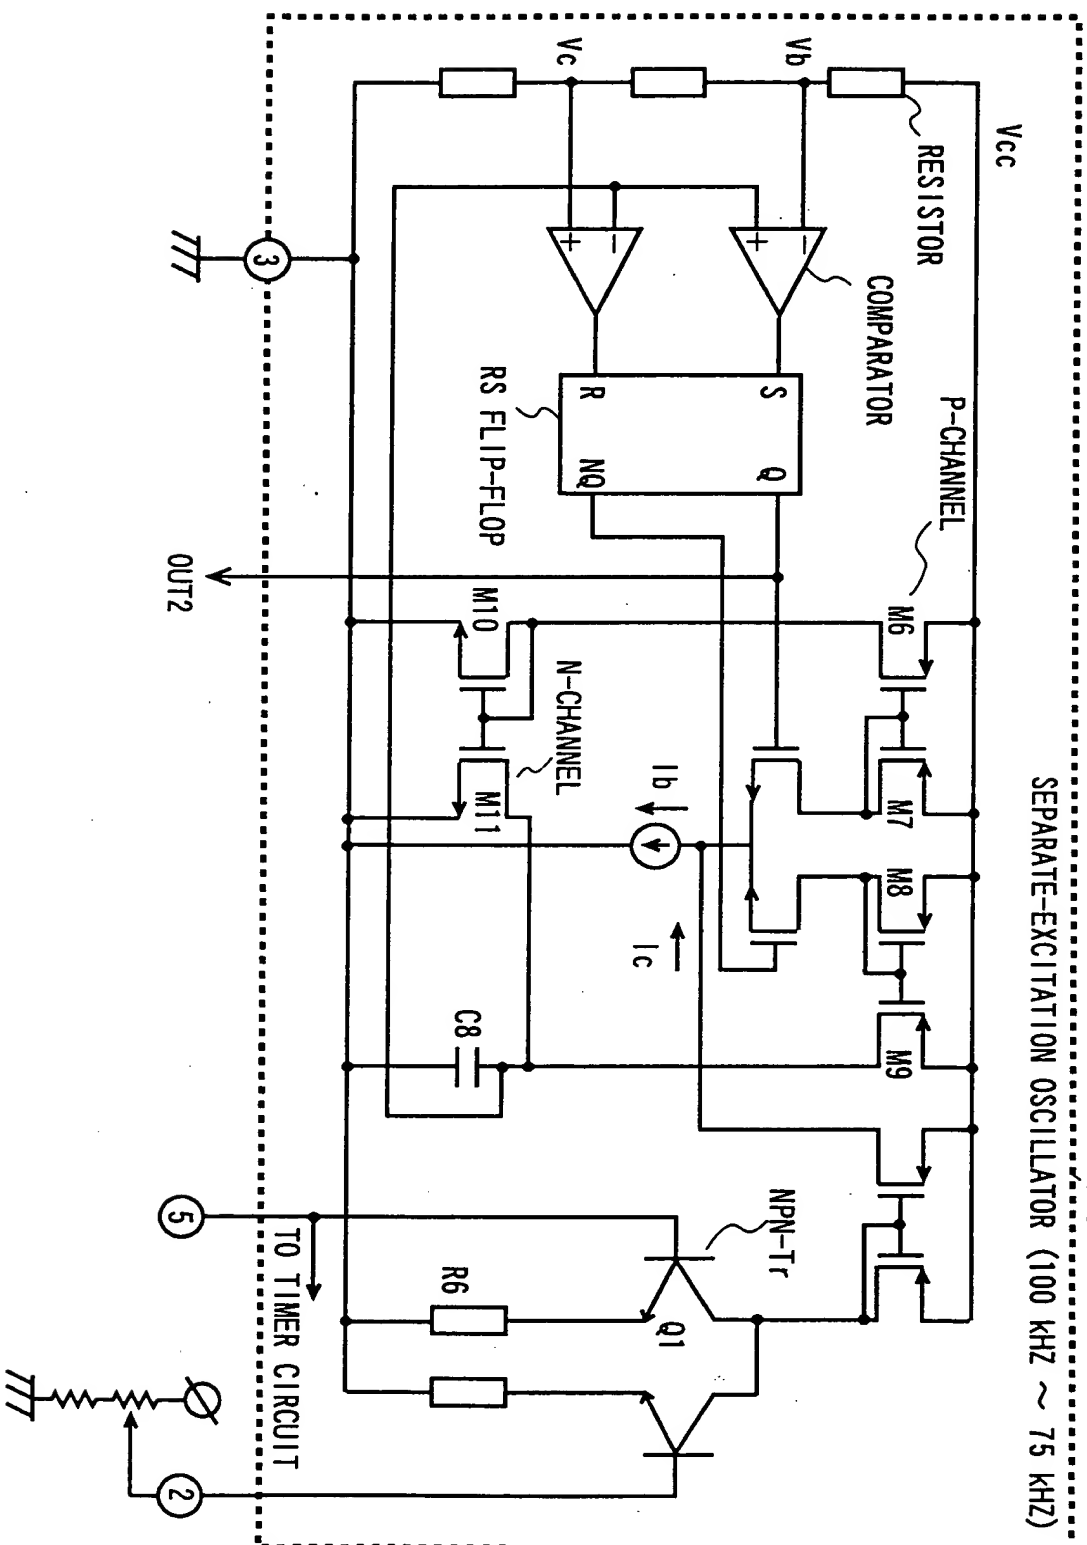 SEPARATE-EXCITATION OSCILLATOR (100 kHZ ~ 75 kHZ)
Vcc
P-CHANNEL
RESISTOR
M6
M7
M8
M9
Vb
COMPARATOR
-
+
S
Q
Vc
-
+
R
NQ
RS FLIP-FLOP
Ib
Ic
NPN-Tr
Q1
N-CHANNEL
M10
M11
C8
R6
3
OUT2
TO TIMER CIRCUIT
5
2